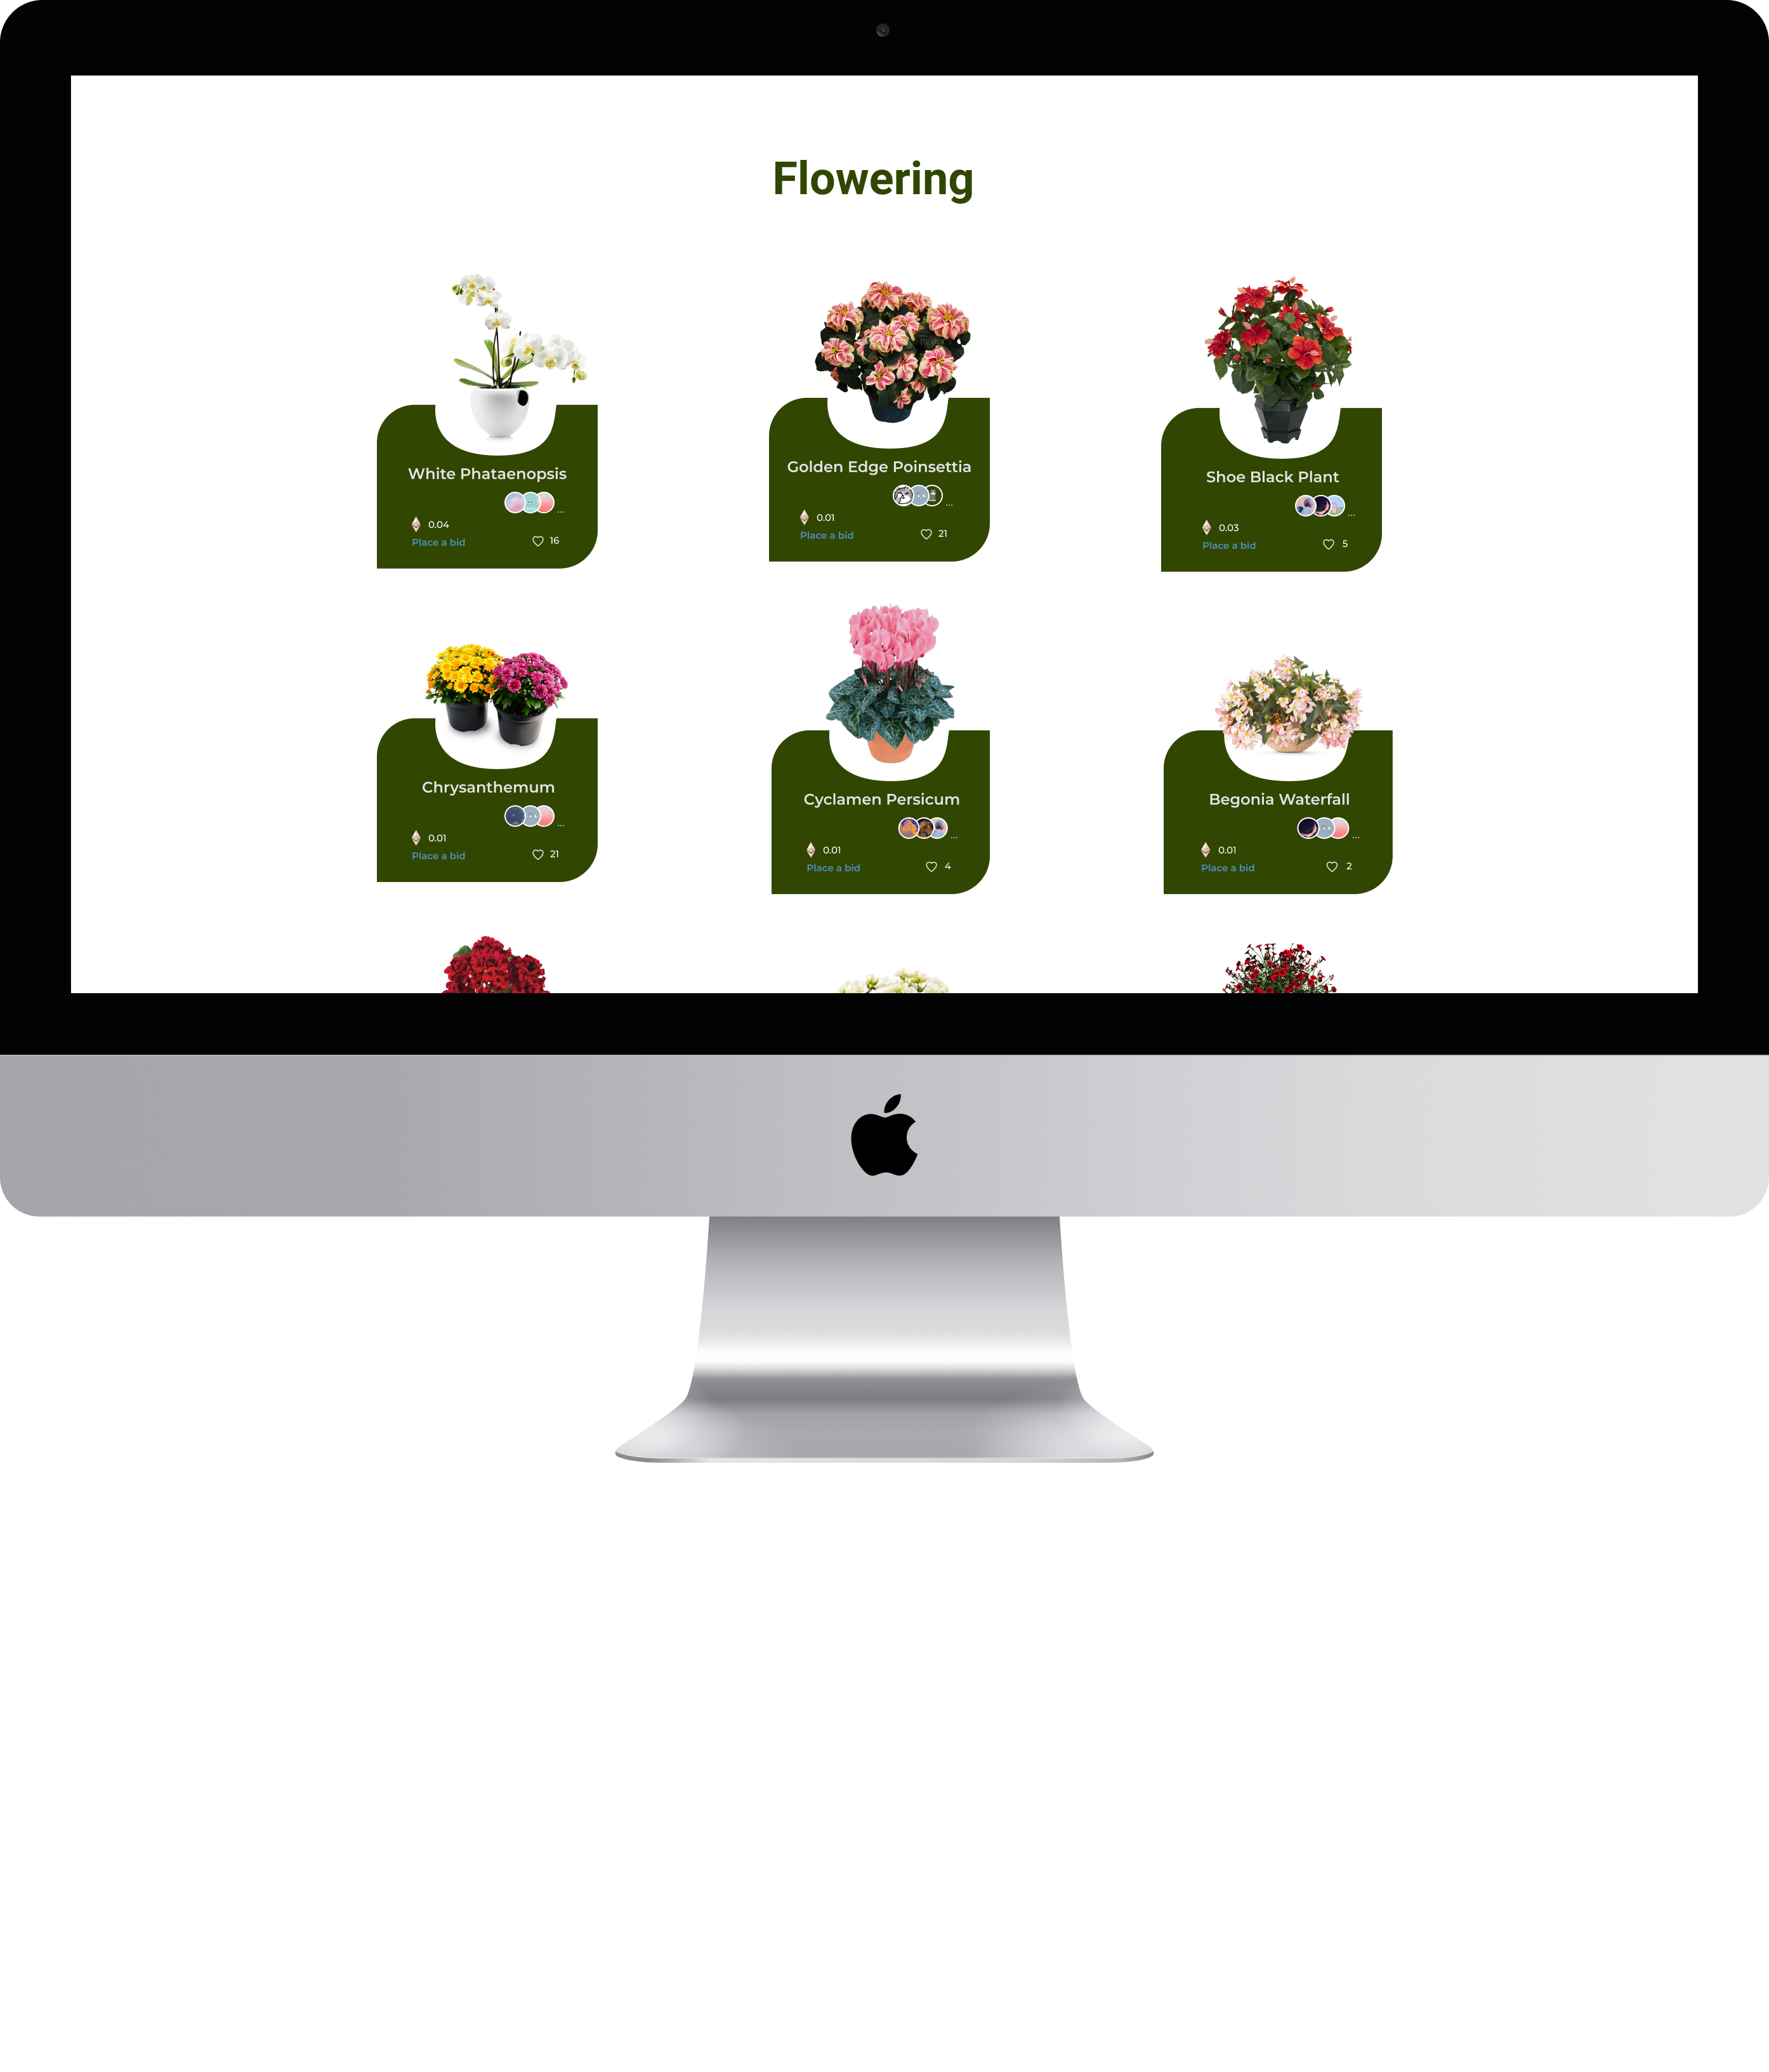 Flowering
White Phataenopsis
...
0.04
Place a bid
16
Golden Edge Poinsettia
...
0.01
Place a bid
21
Shoe Black Plant
...
0.03
Place a bid
5
Chrysanthemum
...
0.01
Place a bid
21
Cyclamen Persicum
...
0.01
Place a bid
4
Begonia Waterfall
...
0.01
Place a bid
2